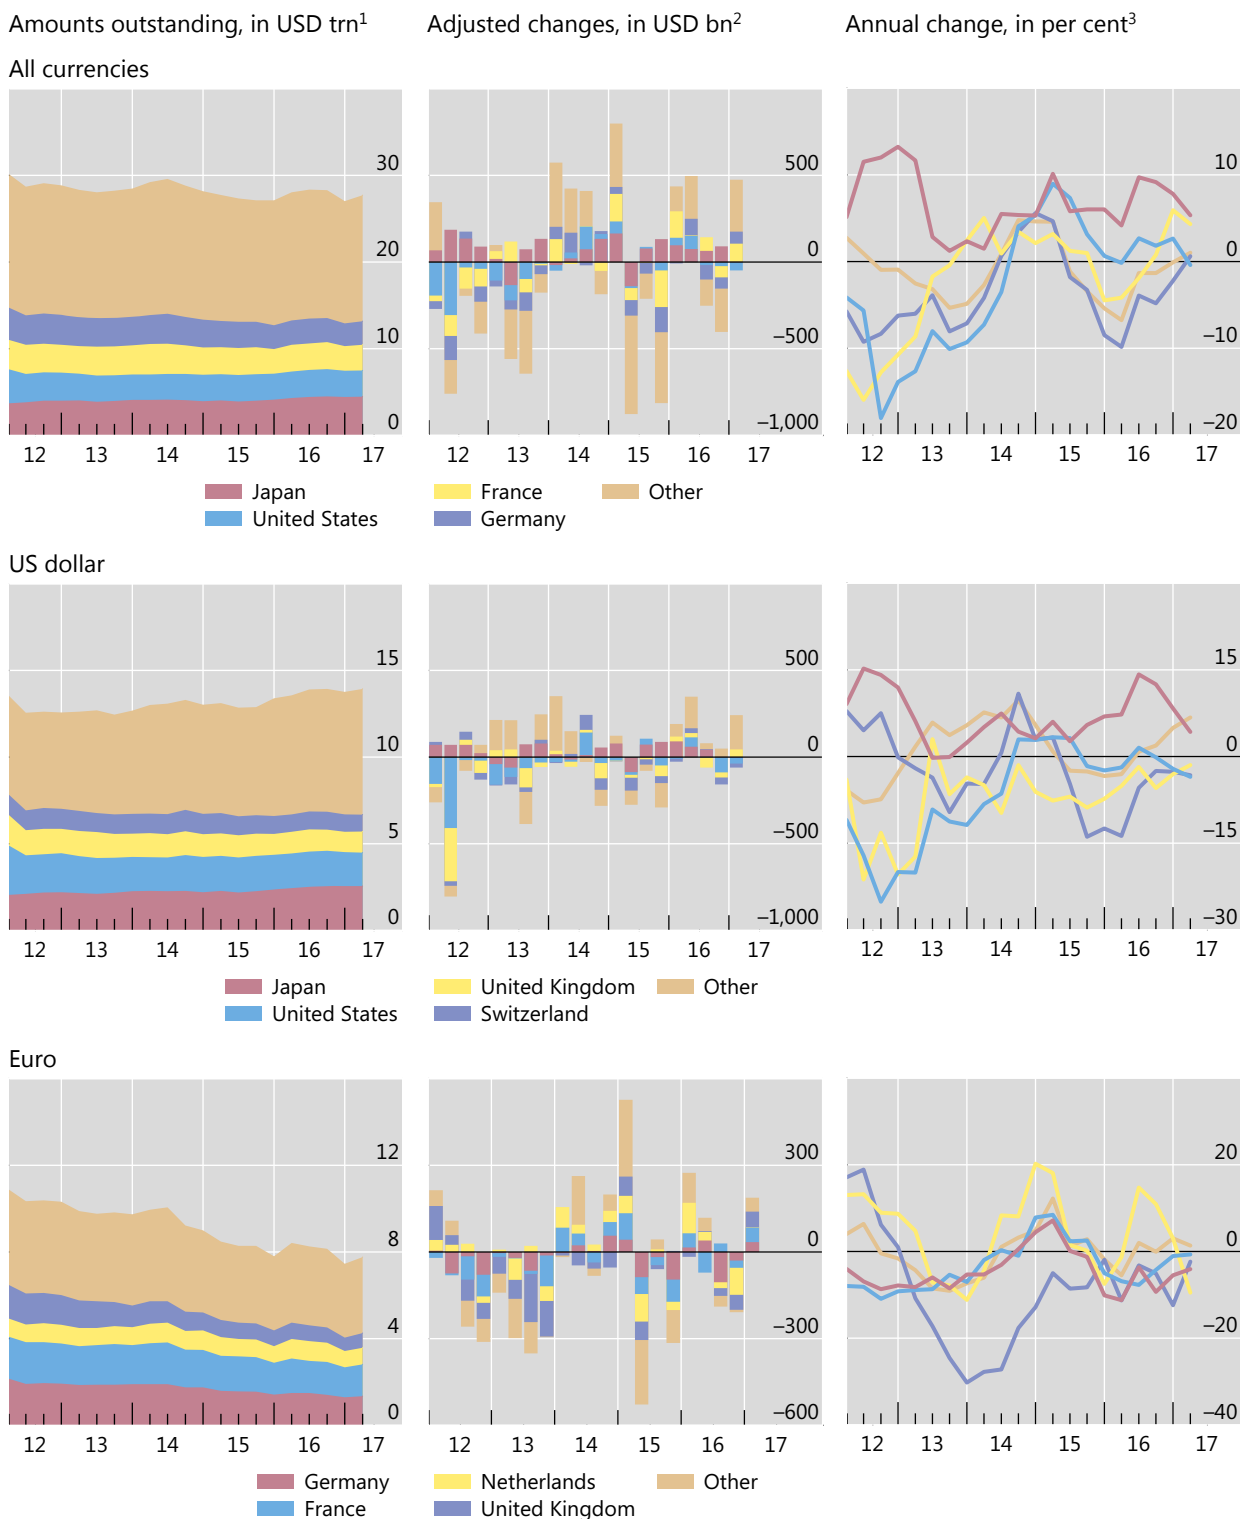 Amounts outstanding, in USD trn¹ Adjusted changes, in USD bn² Annual change, in per cent³
All currencies
30 20 10 0
12 13 14 15 16 17
500 0 −500 −1,000
12 13 14 15 16 17
10 0 −10 −20
12 13 14 15 16 17
Japan France Other
United States Germany
US dollar
15 10 5 0
12 13 14 15 16 17
500 0 −500 −1,000
12 13 14 15 16 17
15 0 −15 −30
12 13 14 15 16 17
Japan United Kingdom Other
United States Switzerland
Euro
12 8 4 0
12 13 14 15 16 17
300 0 −300 −600
12 13 14 15 16 17
20 0 −20 −40
12 13 14 15 16 17
Germany Netherlands Other
France United Kingdom